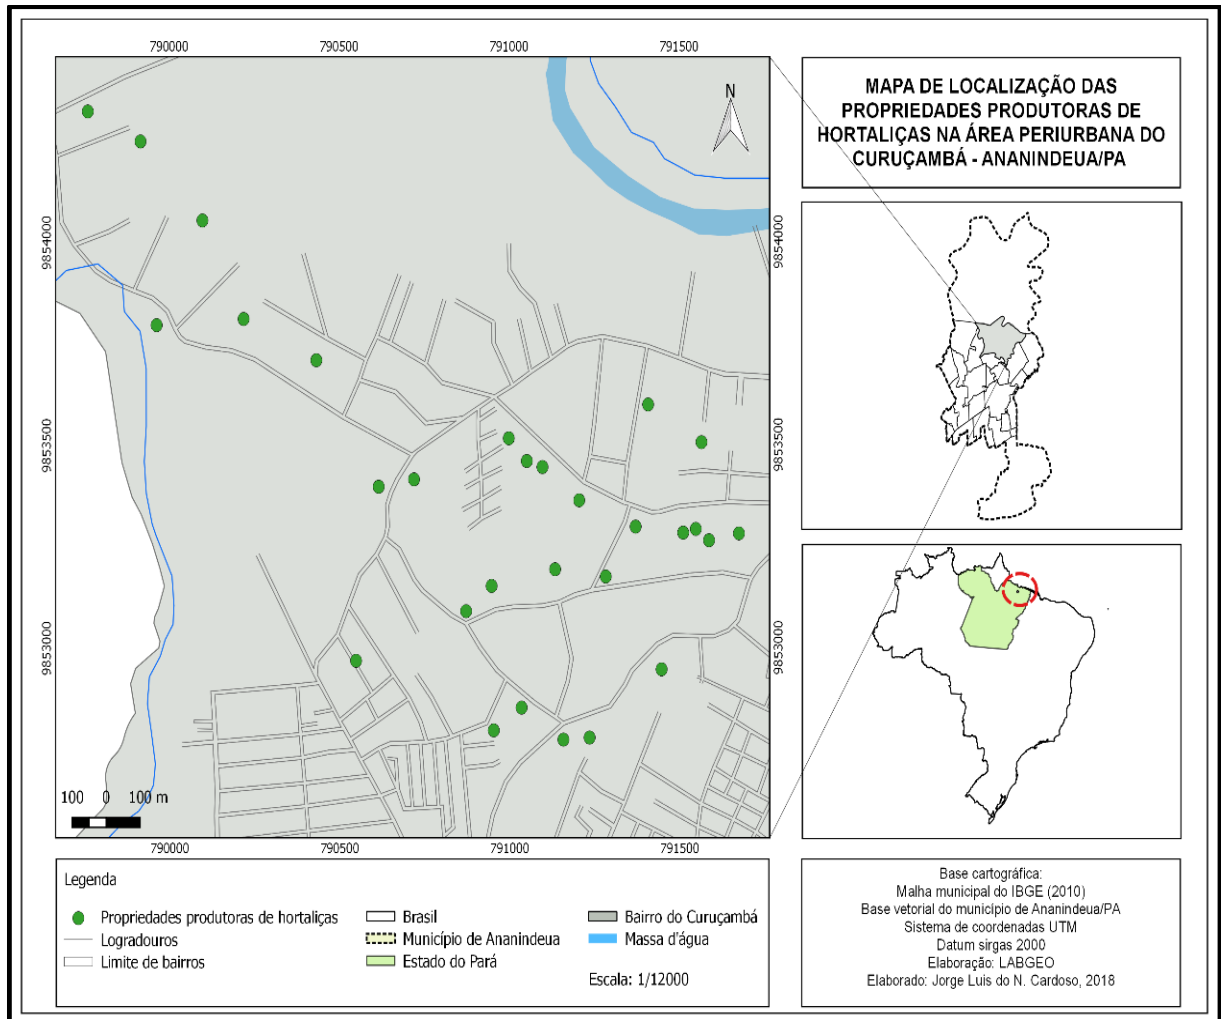 MAPA DE LOCALIZAÇÃO DAS
PROPRIEDADES PRODUTORAS DE
HORTALIÇAS NA ÁREA PERIURBANA DO
CURUÇAMBÁ - ANANINDEUA/PA
790000
790500
791000
791500
N
9854000
9854000
9853500
9853500
9853000
9853000
100 0 100 m
790000
790500
791000
791500
Legenda
Propriedades produtoras de hortaliças
Logradouros
Limite de bairros
Brasil
Município de Ananindeua
Estado do Pará
Bairro do Curuçambá
Massa d'água
Escala: 1/12000
Base cartográfica:
Malha municipal do IBGE (2010)
Base vetorial do município de Ananindeua/PA
Sistema de coordenadas UTM
Datum sirgas 2000
Elaboração: LABGEO
Elaborado: Jorge Luis do N. Cardoso, 2018